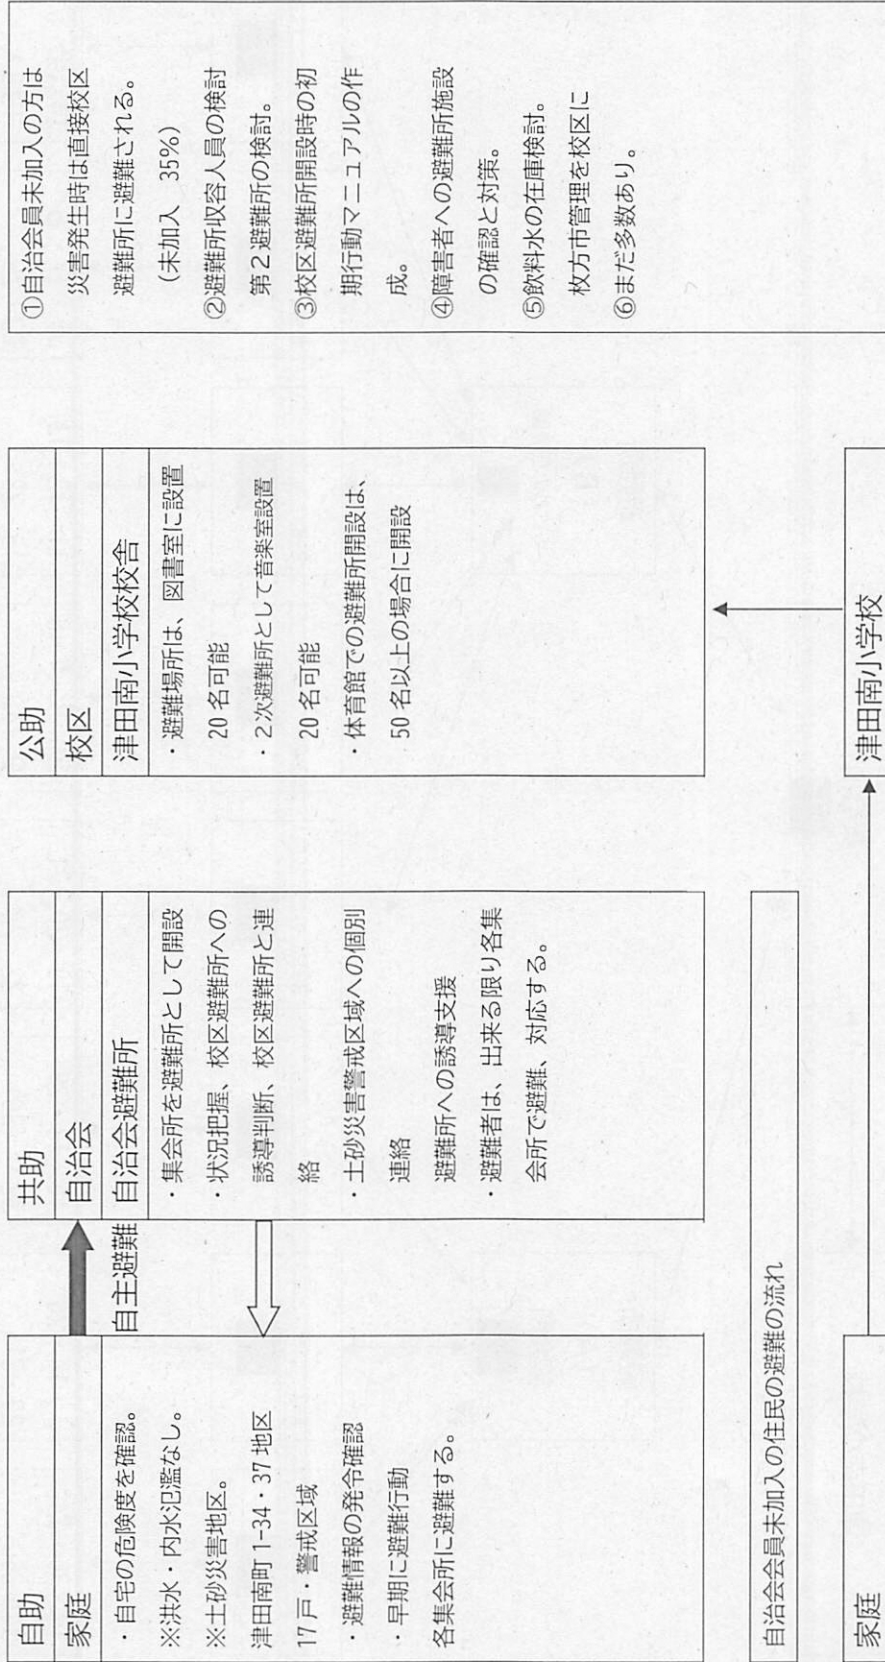 自助
家庭
・自宅の危険度を確認。
※洪水・内水氾濫なし。
※土砂災害地区。
津田南町 1-34・37 地区
17 戸・警戒区域
・避難情報の発令確認
・早期に避難行動
各集会所に避難する。
自主避難
共助
自治会
自治会避難所
・集会所を避難所として開設
・状況把握、校区避難所への
誘導判断、校区避難所と連
絡
・土砂災害警戒区域への個別
連絡
避難所への誘導支援
・避難者は、出来る限り各集
会所で避難、対応する。
公助
校区
津田南小学校校舎
・避難場所は、図書室に設置
20 名可能
・2次避難所として音楽室設置
20 名可能
・体育館での避難所開設は、
50 名以上の場合に開設
①自治会員未加入の方は
災害発生時は直接校区
避難所に避難される。
(未加入 35%)
②避難所収容人員の検討
第2避難所の検討。
③校区避難所開設時の初
期行動マニュアルの作
成。
④障害者への避難所施設
の確認と対策。
⑤飲料水の在庫検討。
枚方市管理を校区に
⑥まだ多数あり。
自治会会員未加入の住民の避難の流れ
家庭
津田南小学校